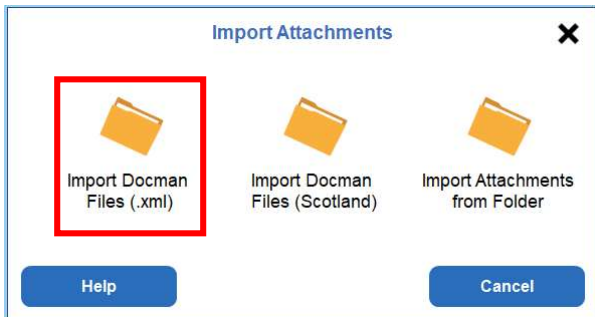 Import Attachments
Import Docman
Files (.xml)
Import Docman
Files (Scotland)
Import Attachments
from Folder
Help
Cancel